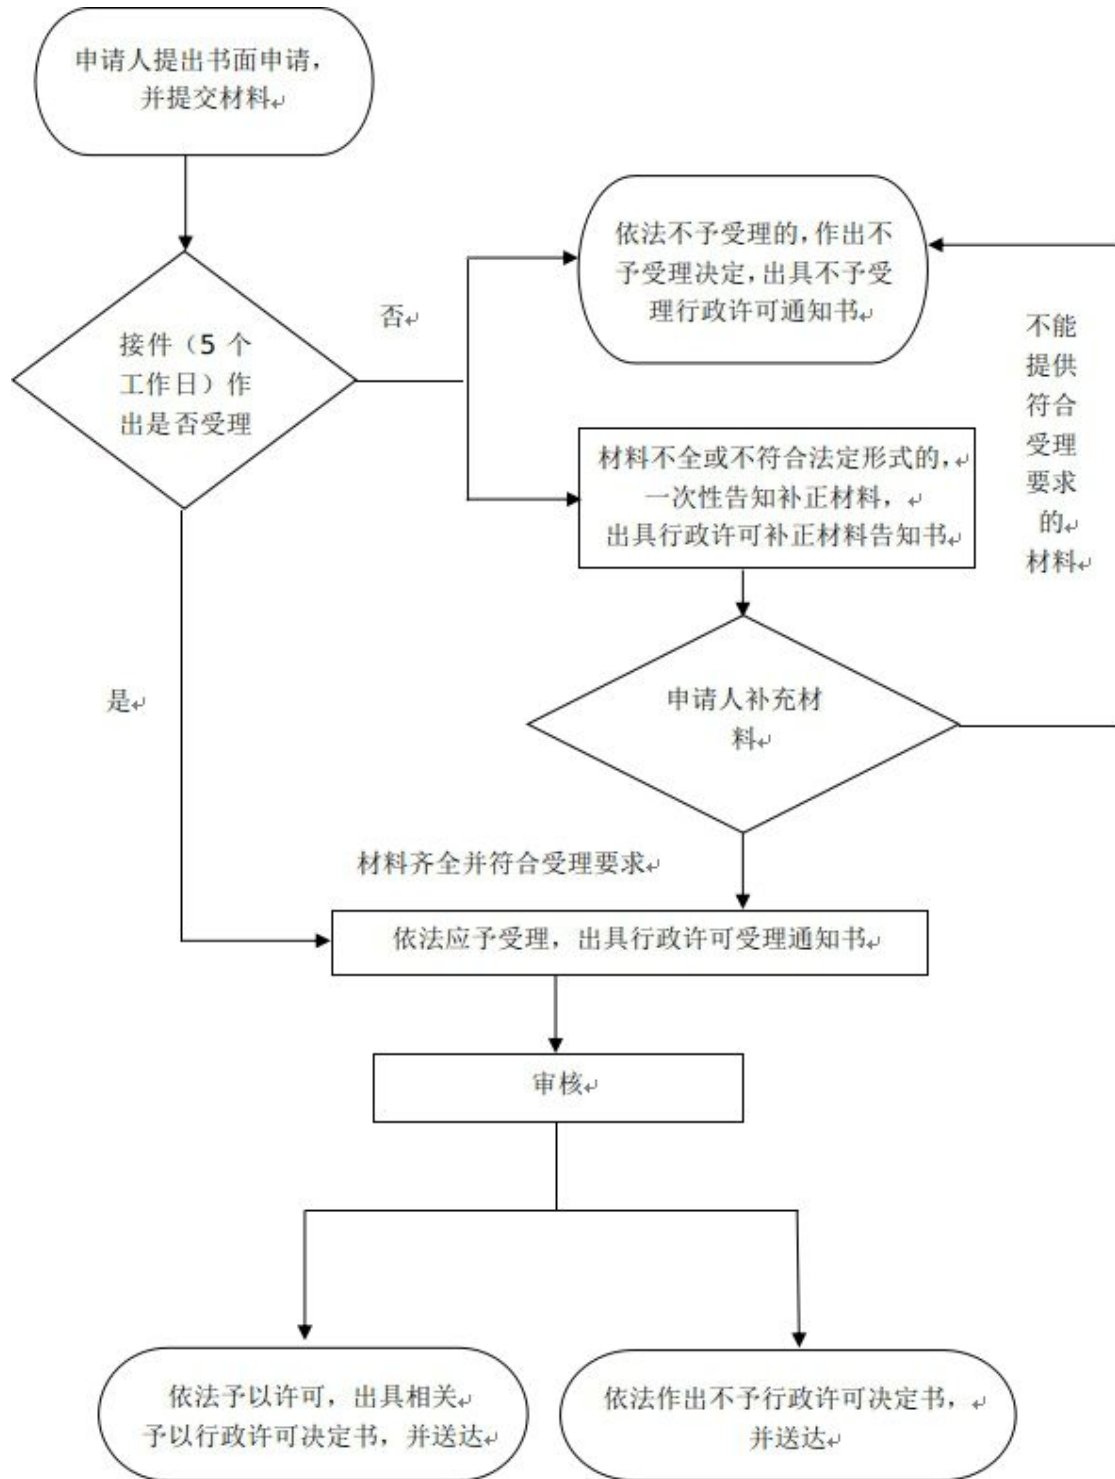 申请人提出书面申请，
并提交材料
依法不予受理的，作出不
予受理决定，出具不予受
理行政许可通知书
否
接件（5 个
工作日）作
出是否受理
不能
提供
符合
受理
要求
的
材料
材料不全或不符合法定形式的，
一次性告知补正材料，
出具行政许可补正材料告知书
是
申请人补充材
料
材料齐全并符合受理要求
依法应予受理，出具行政许可受理通知书
审核
依法予以许可，出具相关
予以行政许可决定书，并送达
依法作出不予行政许可决定书，
并送达